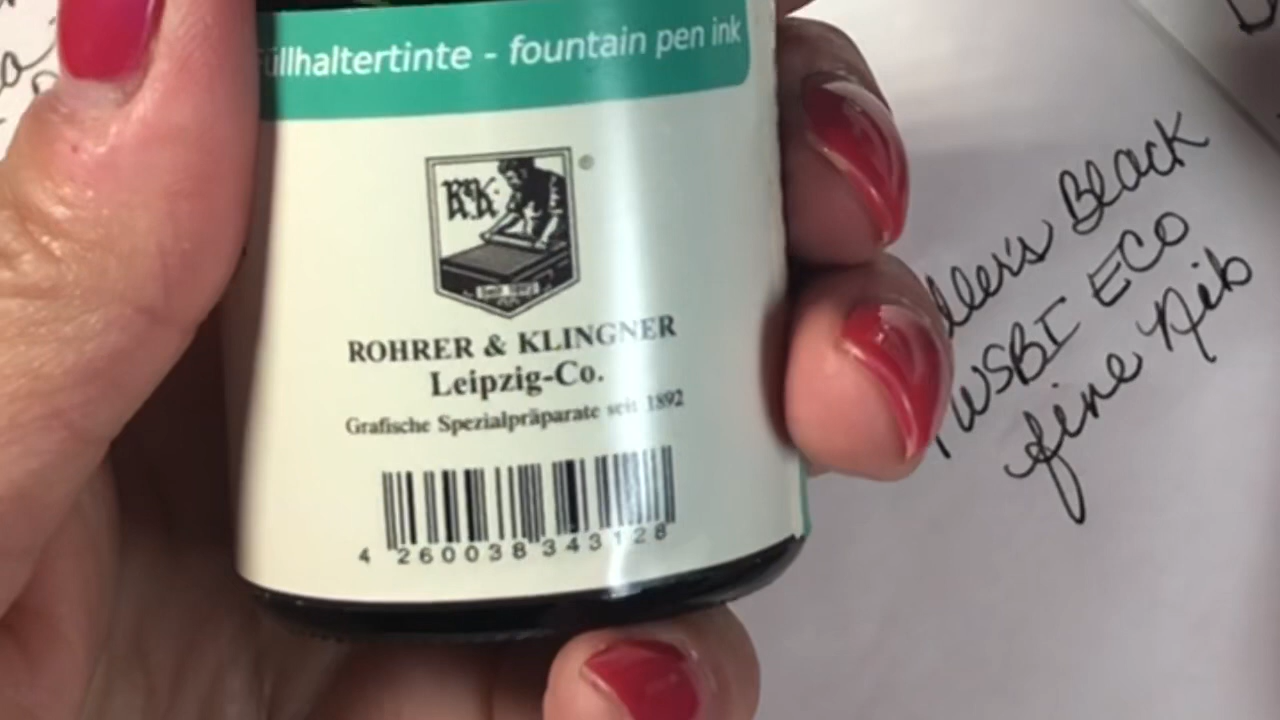 üllhaltertinte - fountain pen ink
RK
®
ROHRER & KLINGNER
Leipzig-Co.
Grafische Spezialpräparate seit 1892
4 260038 343128
ller's Black
TWSBI ECO
fine Nib